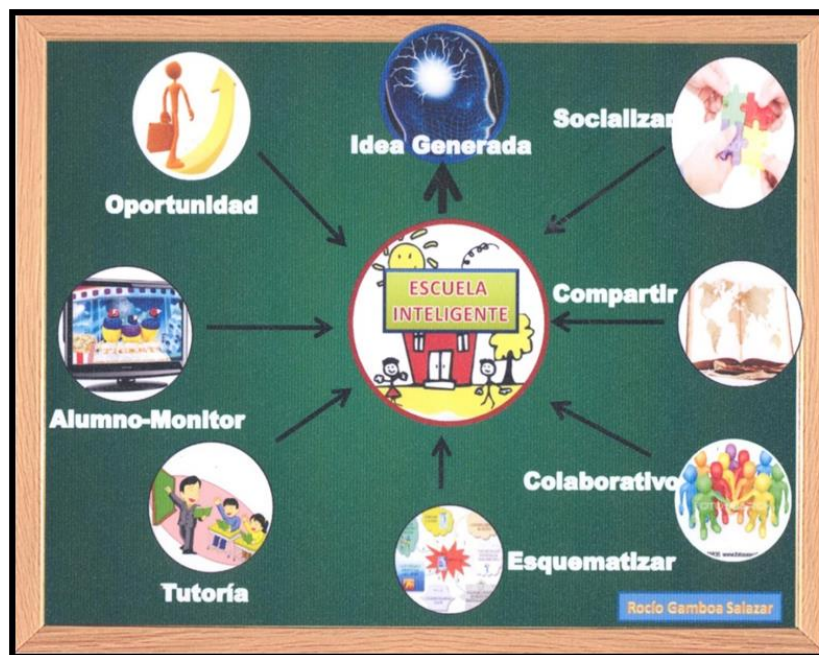 Idea Generada
Socializar
Oportunidad
ESCUELA
INTELIGENTE
Compartir
Alumno-Monitor
Colaborativo
Esquematizar
Tutoría
Rocío Gamboa Salazar